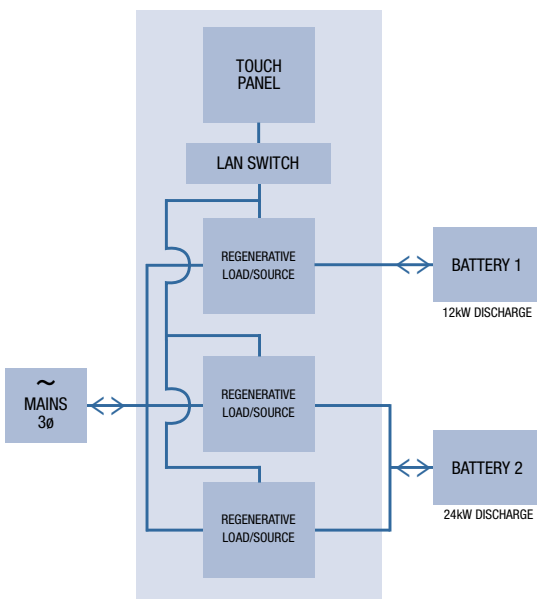 TOUCH
PANEL
LAN SWITCH
REGENERATIVE
LOAD/SOURCE
BATTERY 1
12kW DISCHARGE
~
MAINS
3ø
REGENERATIVE
LOAD/SOURCE
BATTERY 2
24kW DISCHARGE
REGENERATIVE
LOAD/SOURCE